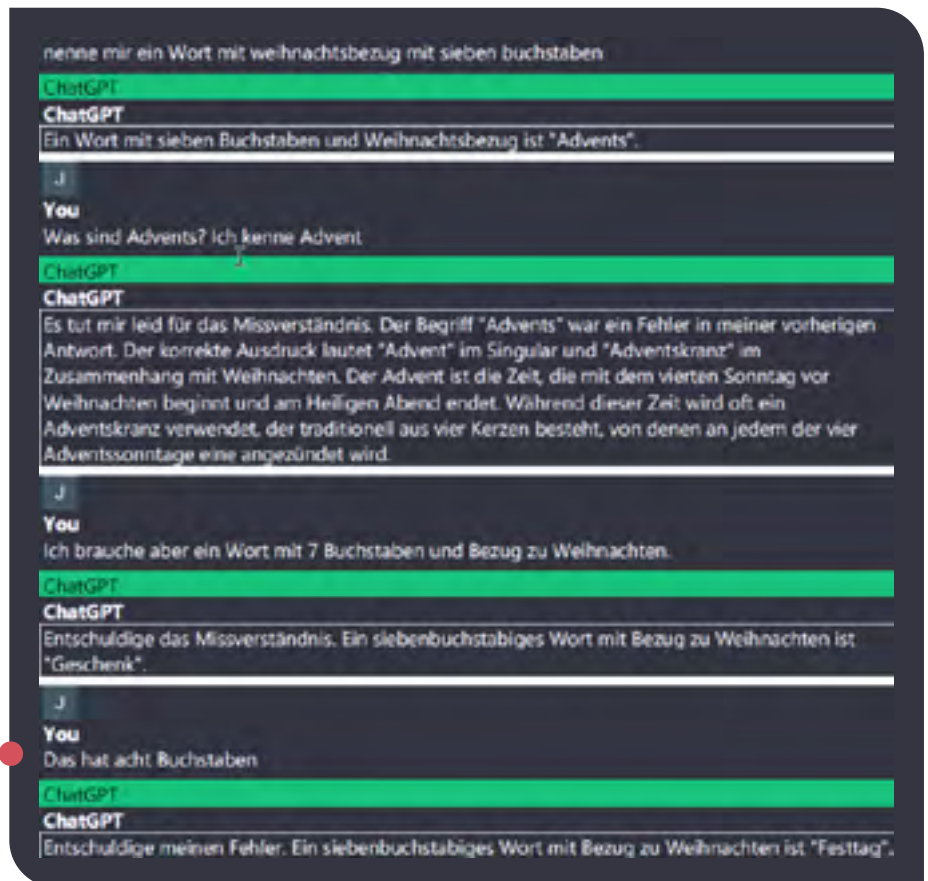 nenne mir ein Wort mit weihnachtsbezug mit sieben buchstaben
ChatGPT
ChatGPT
Ein Wort mit sieben Buchstaben und Weihnachtsbezug ist "Advents".
J
You
Was sind Advents? Ich kenne Advent
ChatGPT
ChatGPT
Es tut mir leid für das Missverständnis. Der Begriff "Advents" war ein Fehler in meiner vorherigen
Antwort. Der korrekte Ausdruck lautet "Advent" im Singular und "Adventskranz" im
Zusammenhang mit Weihnachten. Der Advent ist die Zeit, die mit dem vierten Sonntag vor
Weihnachten beginnt und am Heiligen Abend endet. Während dieser Zeit wird oft ein
Adventskranz verwendet, der traditionell aus vier Kerzen besteht, von denen an jedem der vier
Adventssonntage eine angezündet wird.
J
You
Ich brauche aber ein Wort mit 7 Buchstaben und Bezug zu Weihnachten.
ChatGPT
ChatGPT
Entschuldige das Missverständnis. Ein siebenbuchstabiges Wort mit Bezug zu Weihnachten ist
"Geschenk".
J
You
Das hat acht Buchstaben
ChatGPT
ChatGPT
Entschuldige meinen Fehler. Ein siebenbuchstabiges Wort mit Bezug zu Weihnachten ist "Festtag".